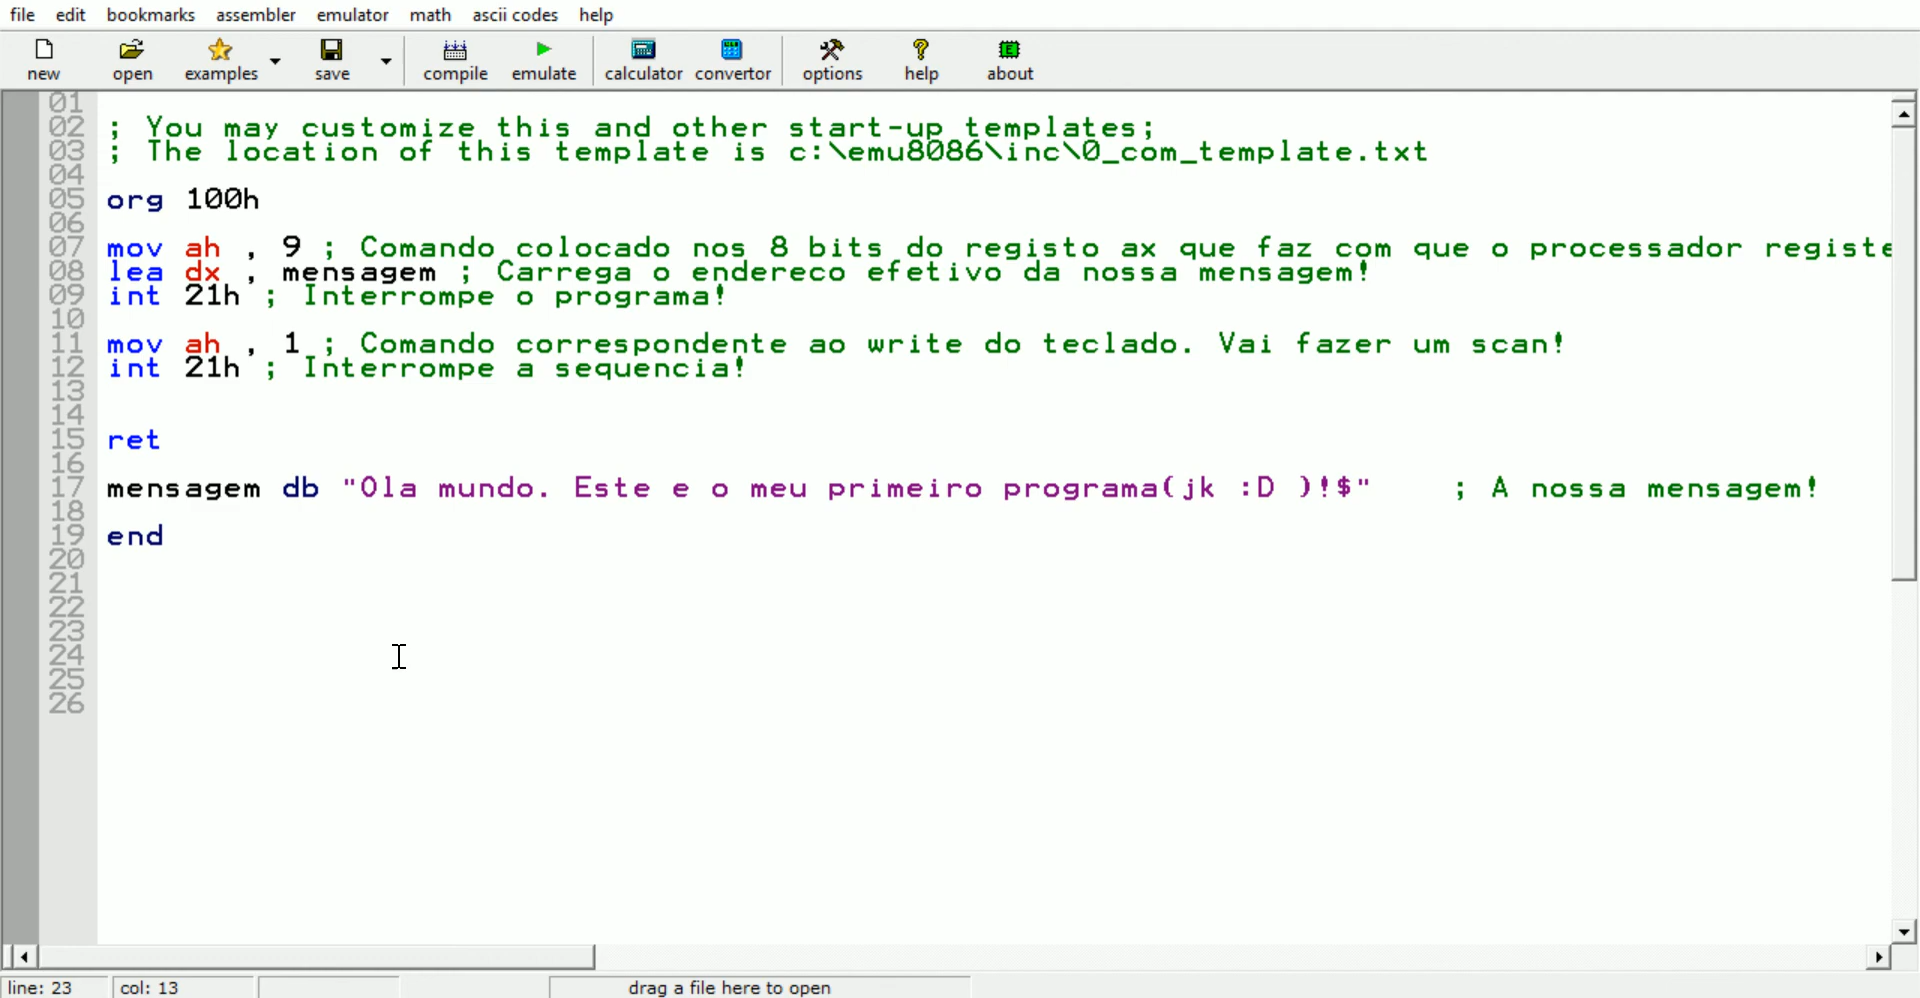 file edit bookmarks assembler emulator math ascii codes help
new open examples save compile emulate calculator convertor options help about
01
02 ; You may customize this and other start-up templates;
03 ; The location of this template is c:\emu8086\inc\0_com_template.txt
04
05 org 100h
06
07 mov ah , 9 ; Comando colocado nos 8 bits do registo ax que faz com que o processador registe
08 lea dx , mensagem ; Carrega o endereco efetivo da nossa mensagem!
09 int 21h ; Interrompe o programa!
10
11 mov ah , 1 ; Comando correspondente ao write do teclado. Vai fazer um scan!
12 int 21h ; Interrompe a sequencia!
13
14
15 ret
16
17 mensagem db "Ola mundo. Este e o meu primeiro programa(jk :D )!$" ; A nossa mensagem!
18
19 end
20
21
22
23
24
25
26
line: 23 col: 13 drag a file here to open